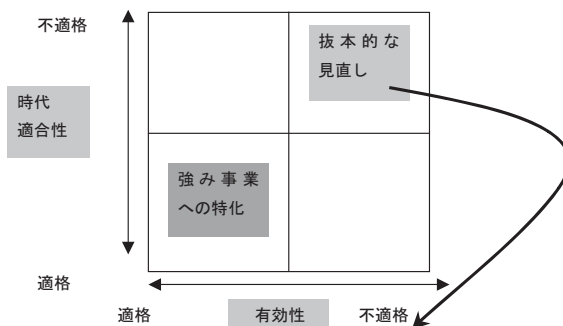 不適格
抜本的な
見直し
時代
適合性
強み事業
への特化
適格
適格
有効性
不適格